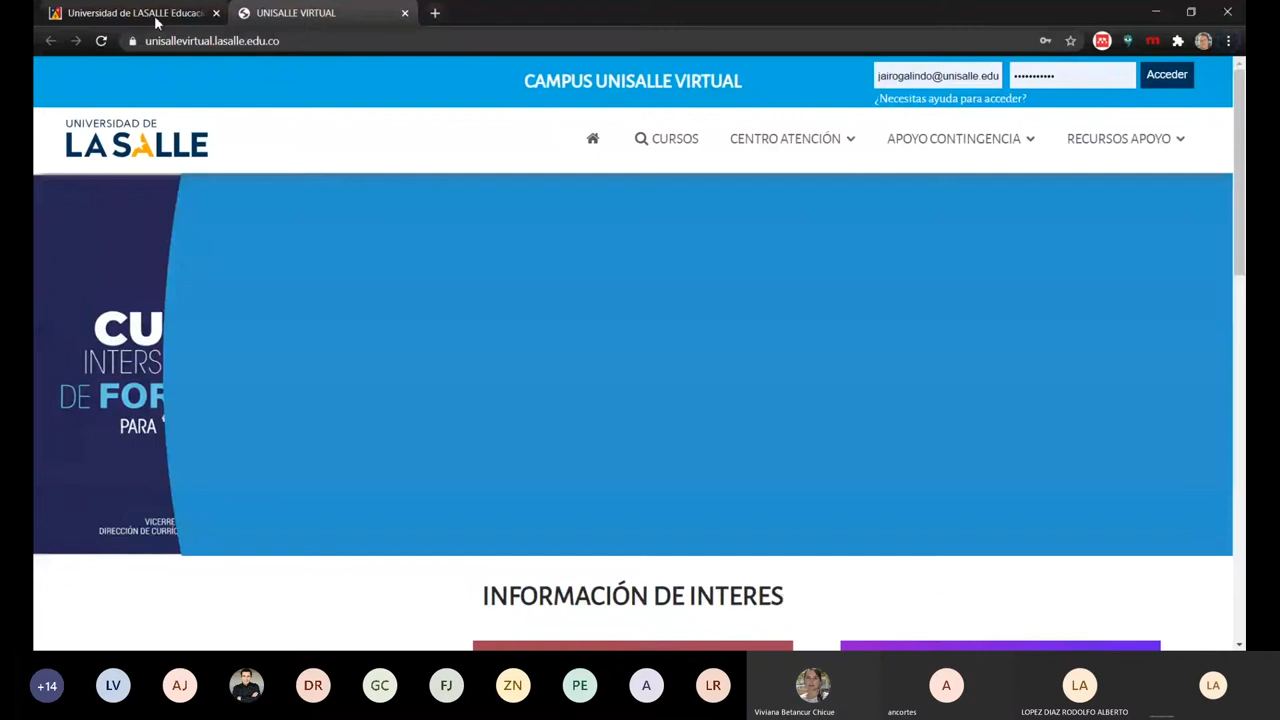 Universidad de LASALLE Educaci
UNISALLE VIRTUAL
unisallevirtual.lasalle.edu.co
CAMPUS UNISALLE VIRTUAL
jairogalindo@unisalle.edu
Acceder
¿Necesitas ayuda para acceder?
UNIVERSIDAD DE
LA SALLE
CURSOS
CENTRO ATENCIÓN
APOYO CONTINGENCIA
RECURSOS APOYO
CU
INTERS
DE FOR
PARA
VICERRE
DIRECCIÓN DE CURRIC
INFORMACIÓN DE INTERES
+14
LV
AJ
DR
GC
FJ
ZN
PE
A
LR
Viviana Betancur Chicue
A
ancortes
LA
LOPEZ DIAZ RODOLFO ALBERTO
LA